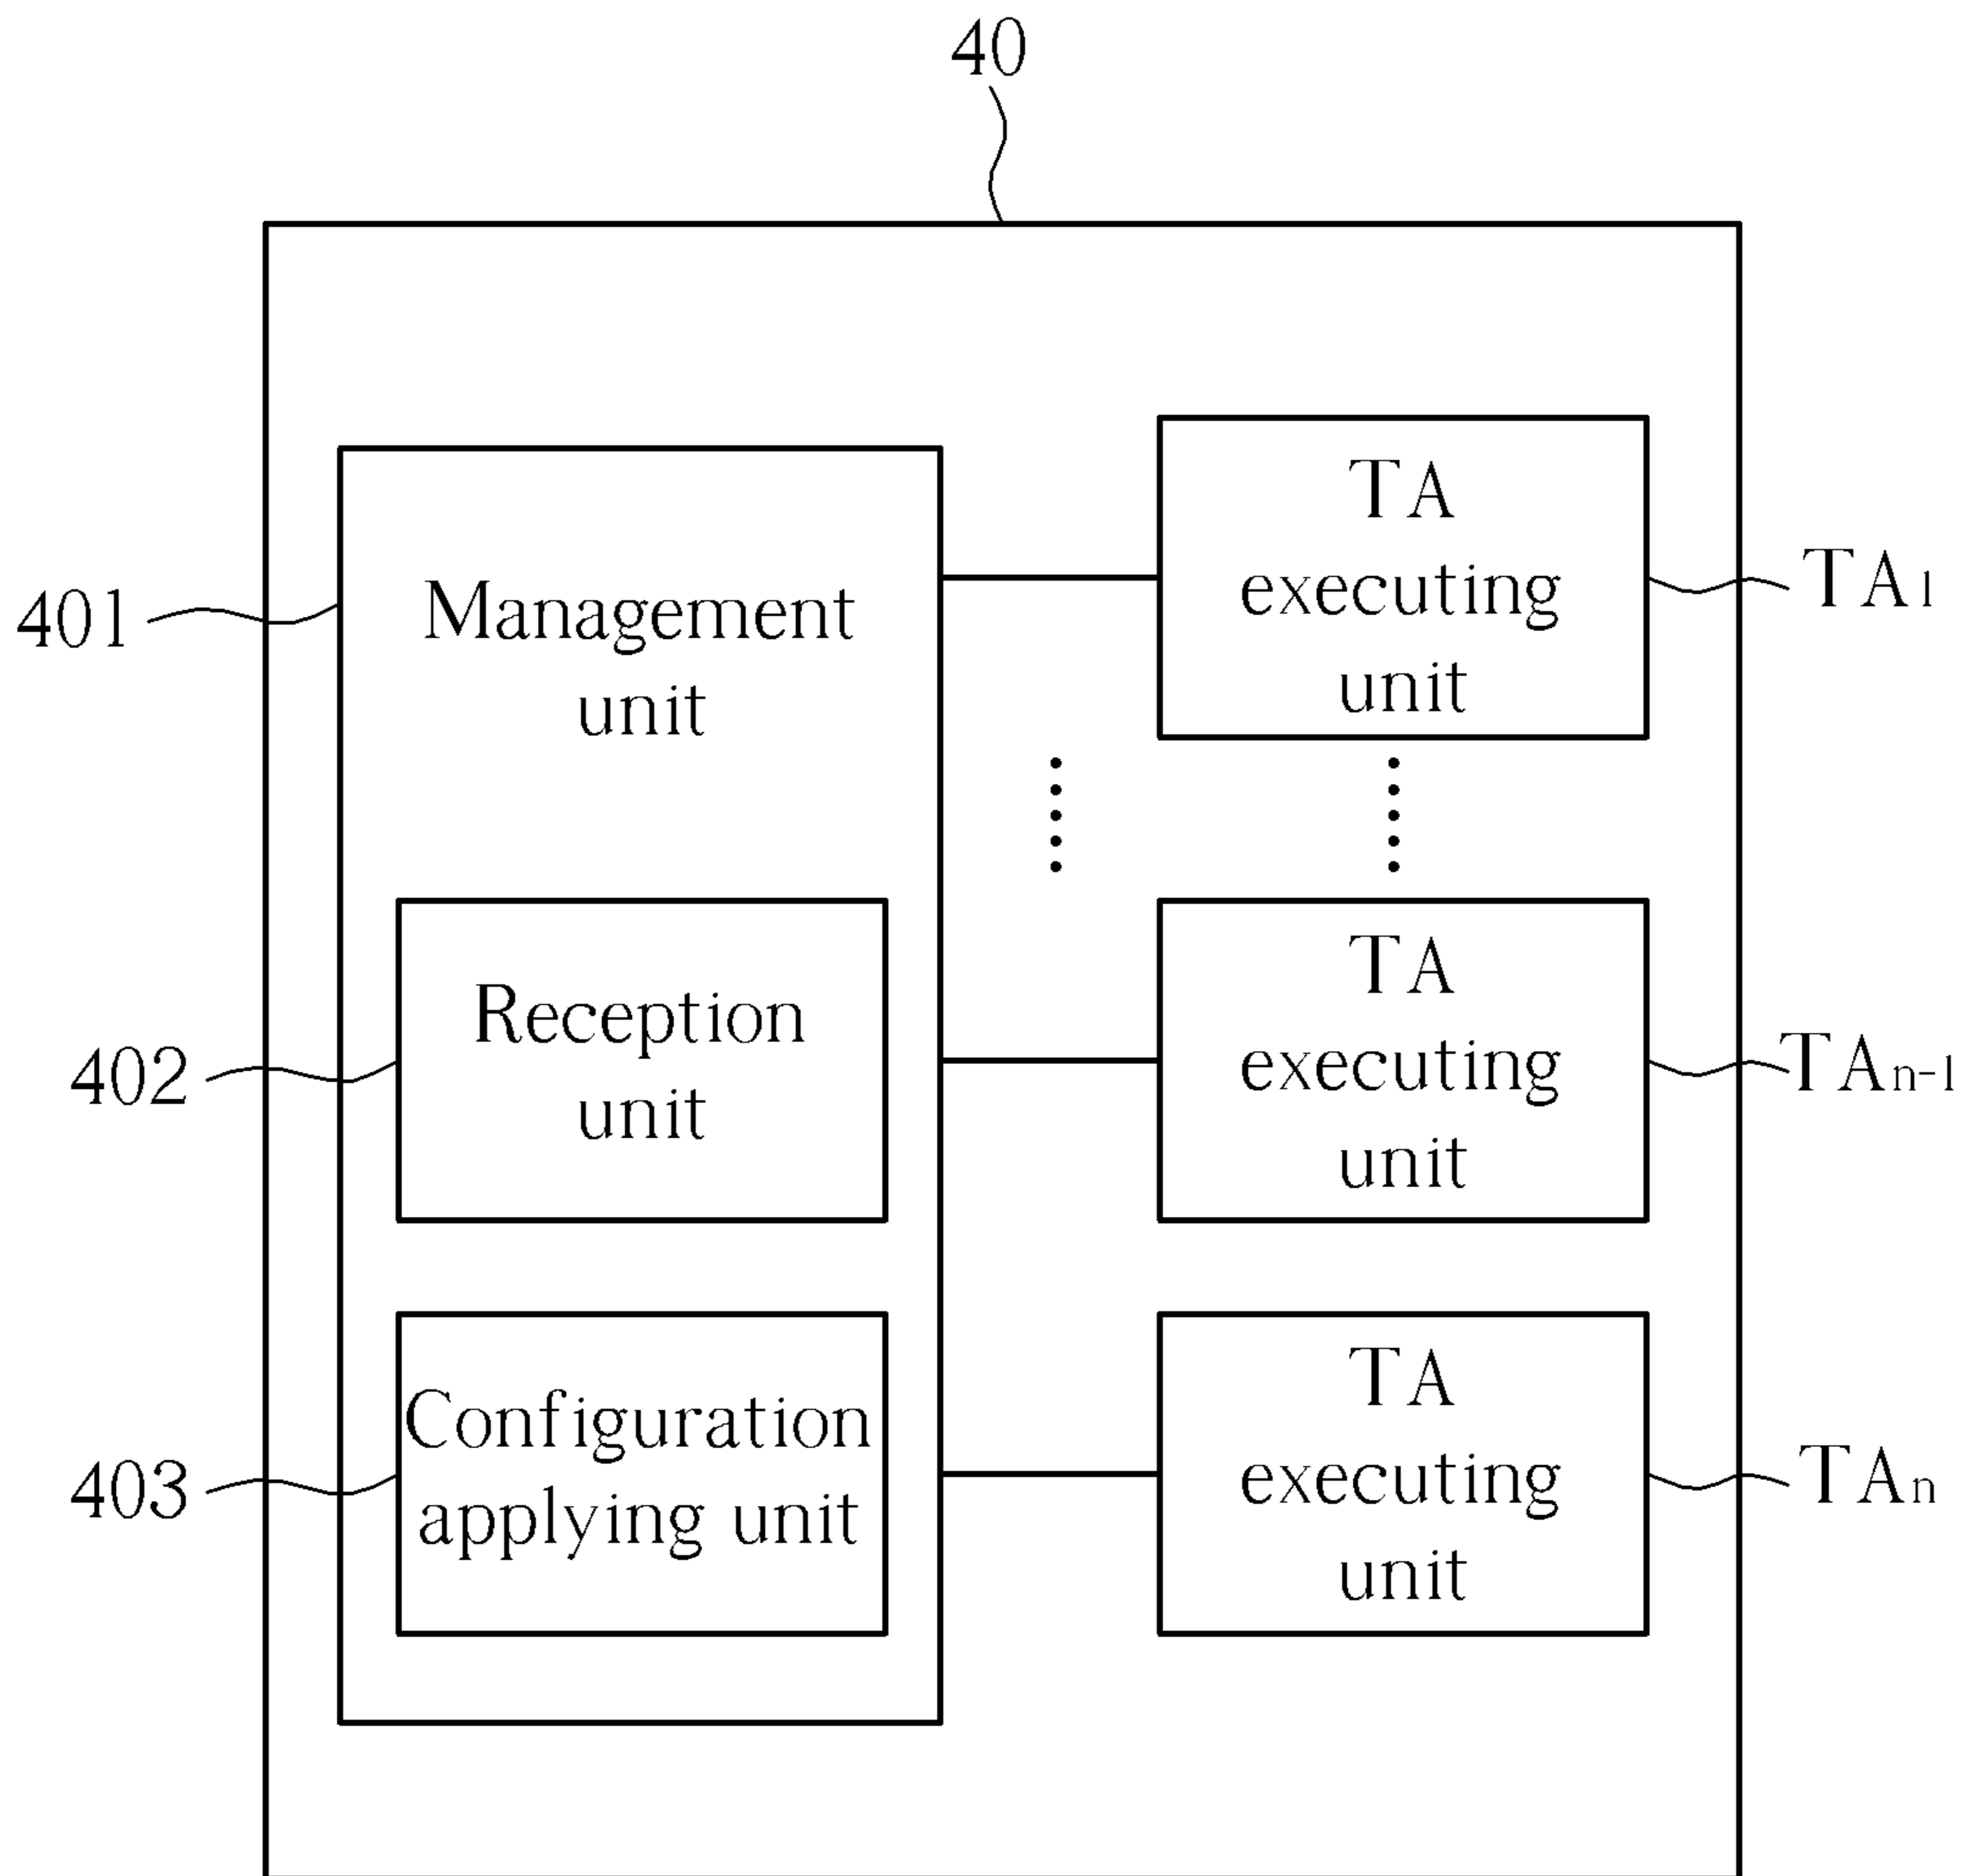 40
401
Management
unit
402
Reception
unit
403
Configuration
applying unit
TA
executing
unit
TA1
TA
executing
unit
TAn-1
TA
executing
unit
TAn